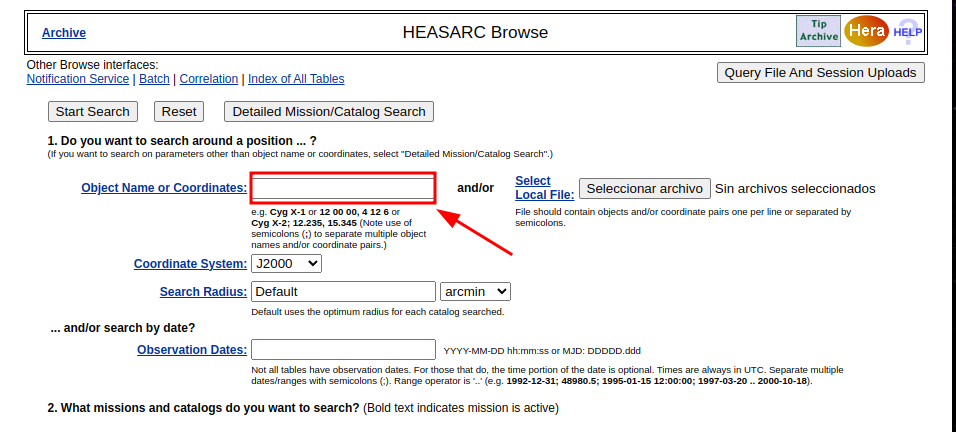 Archive
HEASARC Browse
Tip
Archive
Hera
?
HELP
Other Browse interfaces:
Notification Service | Batch | Correlation | Index of All Tables
Query File And Session Uploads
Start Search
Reset
Detailed Mission/Catalog Search
1. Do you want to search around a position ... ?
(If you want to search on parameters other than object name or coordinates, select "Detailed Mission/Catalog Search".)
Object Name or Coordinates:
and/or
Select
Local File:
Seleccionar archivo
Sin archivos seleccionados
e.g. Cyg X-1 or 12 00 00, 4 12 6 or
Cyg X-2; 12.235, 15.345 (Note use of
semicolons (;) to separate multiple object
names and/or coordinate pairs.)
File should contain objects and/or coordinate pairs one per line or separated by
semicolons.
Coordinate System:
J2000
Search Radius:
Default
arcmin
Default uses the optimum radius for each catalog searched.
... and/or search by date?
Observation Dates:
YYYY-MM-DD hh:mm:ss or MJD: DDDDD.ddd
Not all tables have observation dates. For those that do, the time portion of the date is optional. Times are always in UTC. Separate multiple
dates/ranges with semicolons (;). Range operator is '..' (e.g. 1992-12-31; 48980.5; 1995-01-15 12:00:00; 1997-03-20 .. 2000-10-18).
2. What missions and catalogs do you want to search? (Bold text indicates mission is active)